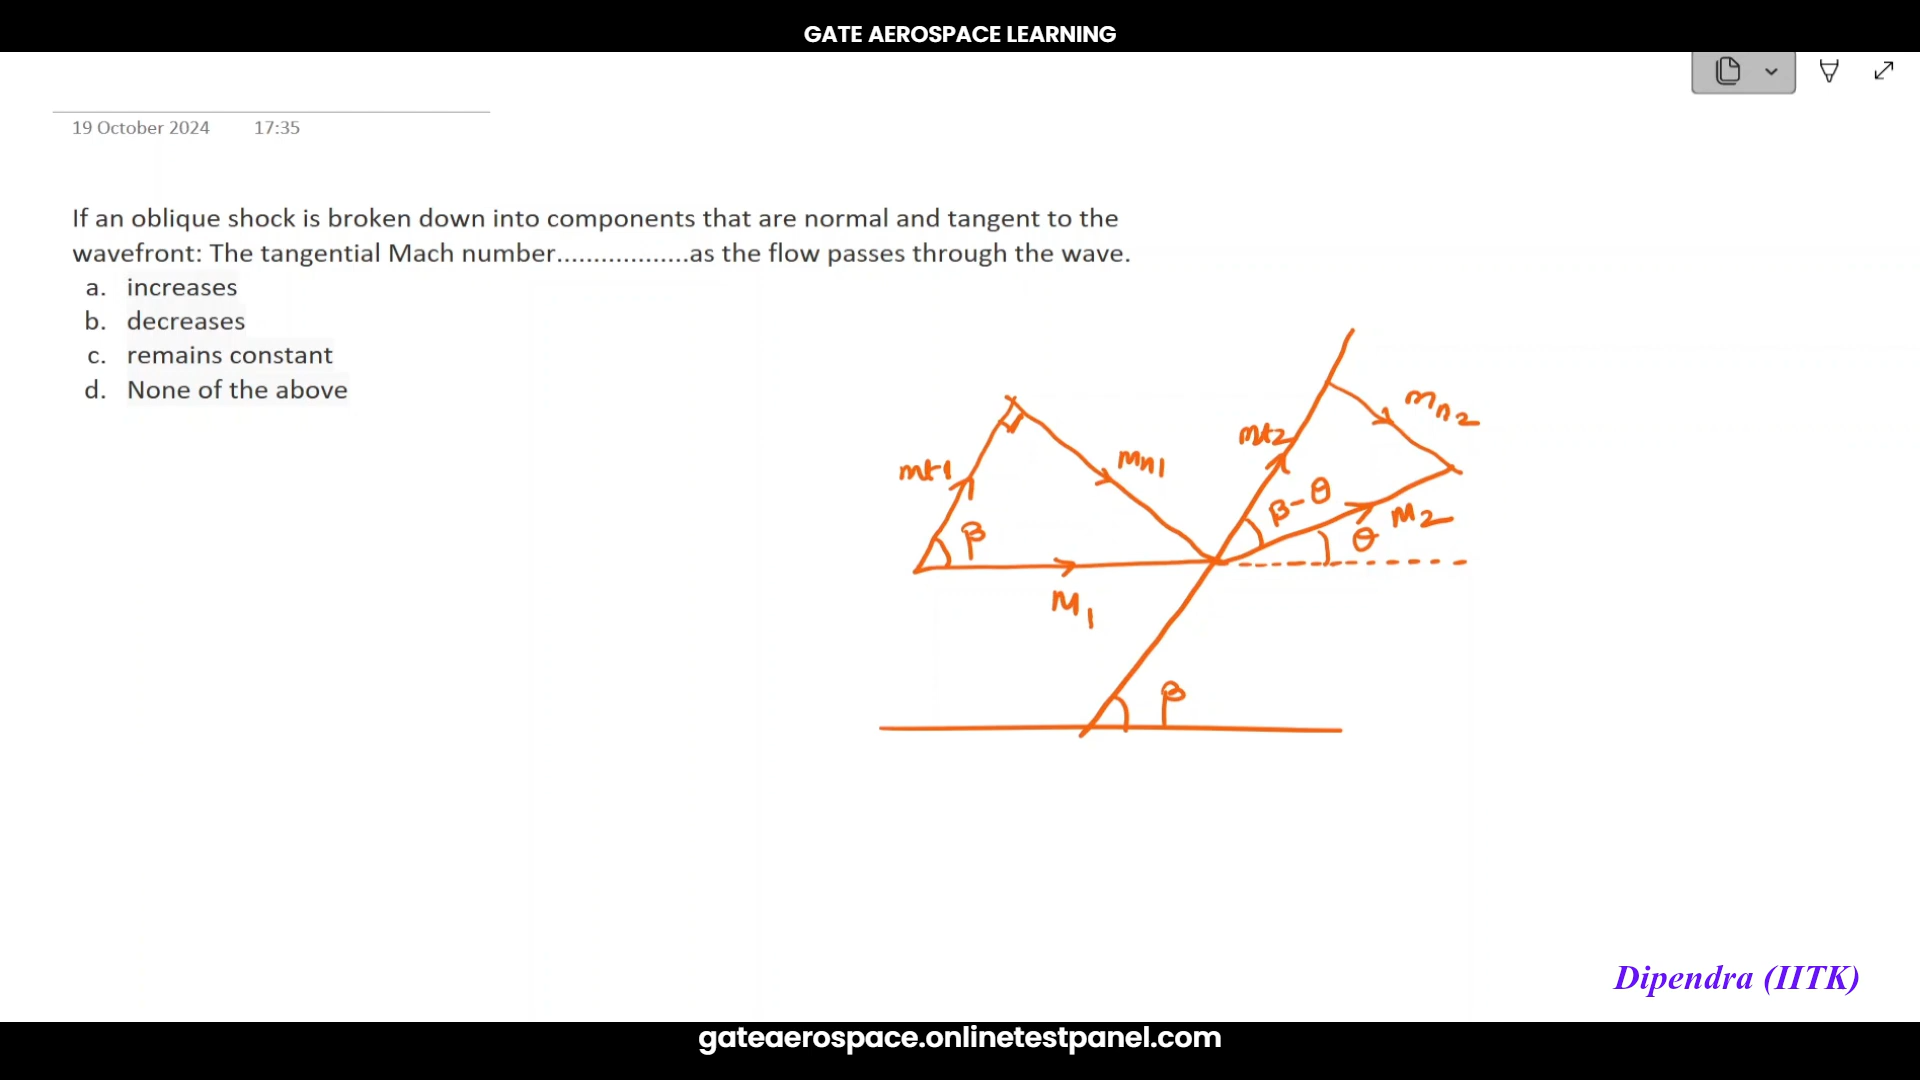 GATE AEROSPACE LEARNING
19 October 2024 17:35
If an oblique shock is broken down into components that are normal and tangent to the
wavefront: The tangential Mach number..................as the flow passes through the wave.
a. increases
b. decreases
c. remains constant
d. None of the above
Mn2
Mt2
Mn1
Mt1
β-θ
M2
β
θ
M1
β
Dipendra (IITK)
gateaerospace.onlinetestpanel.com